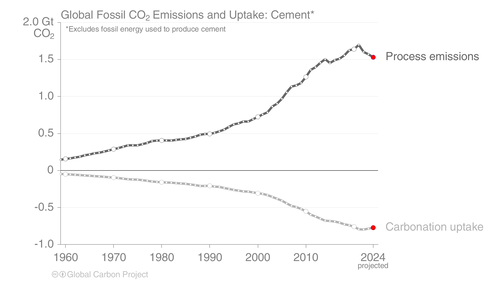 Global Fossil CO₂ Emissions and Uptake: Cement*
*Excludes fossil energy used to produce cement
2.0 Gt
CO₂
1.5
1.0
0.5
0
-0.5
-1.0
Process emissions
Carbonation uptake
1960 1970 1980 1990 2000 2010 2024
projected
Global Carbon Project